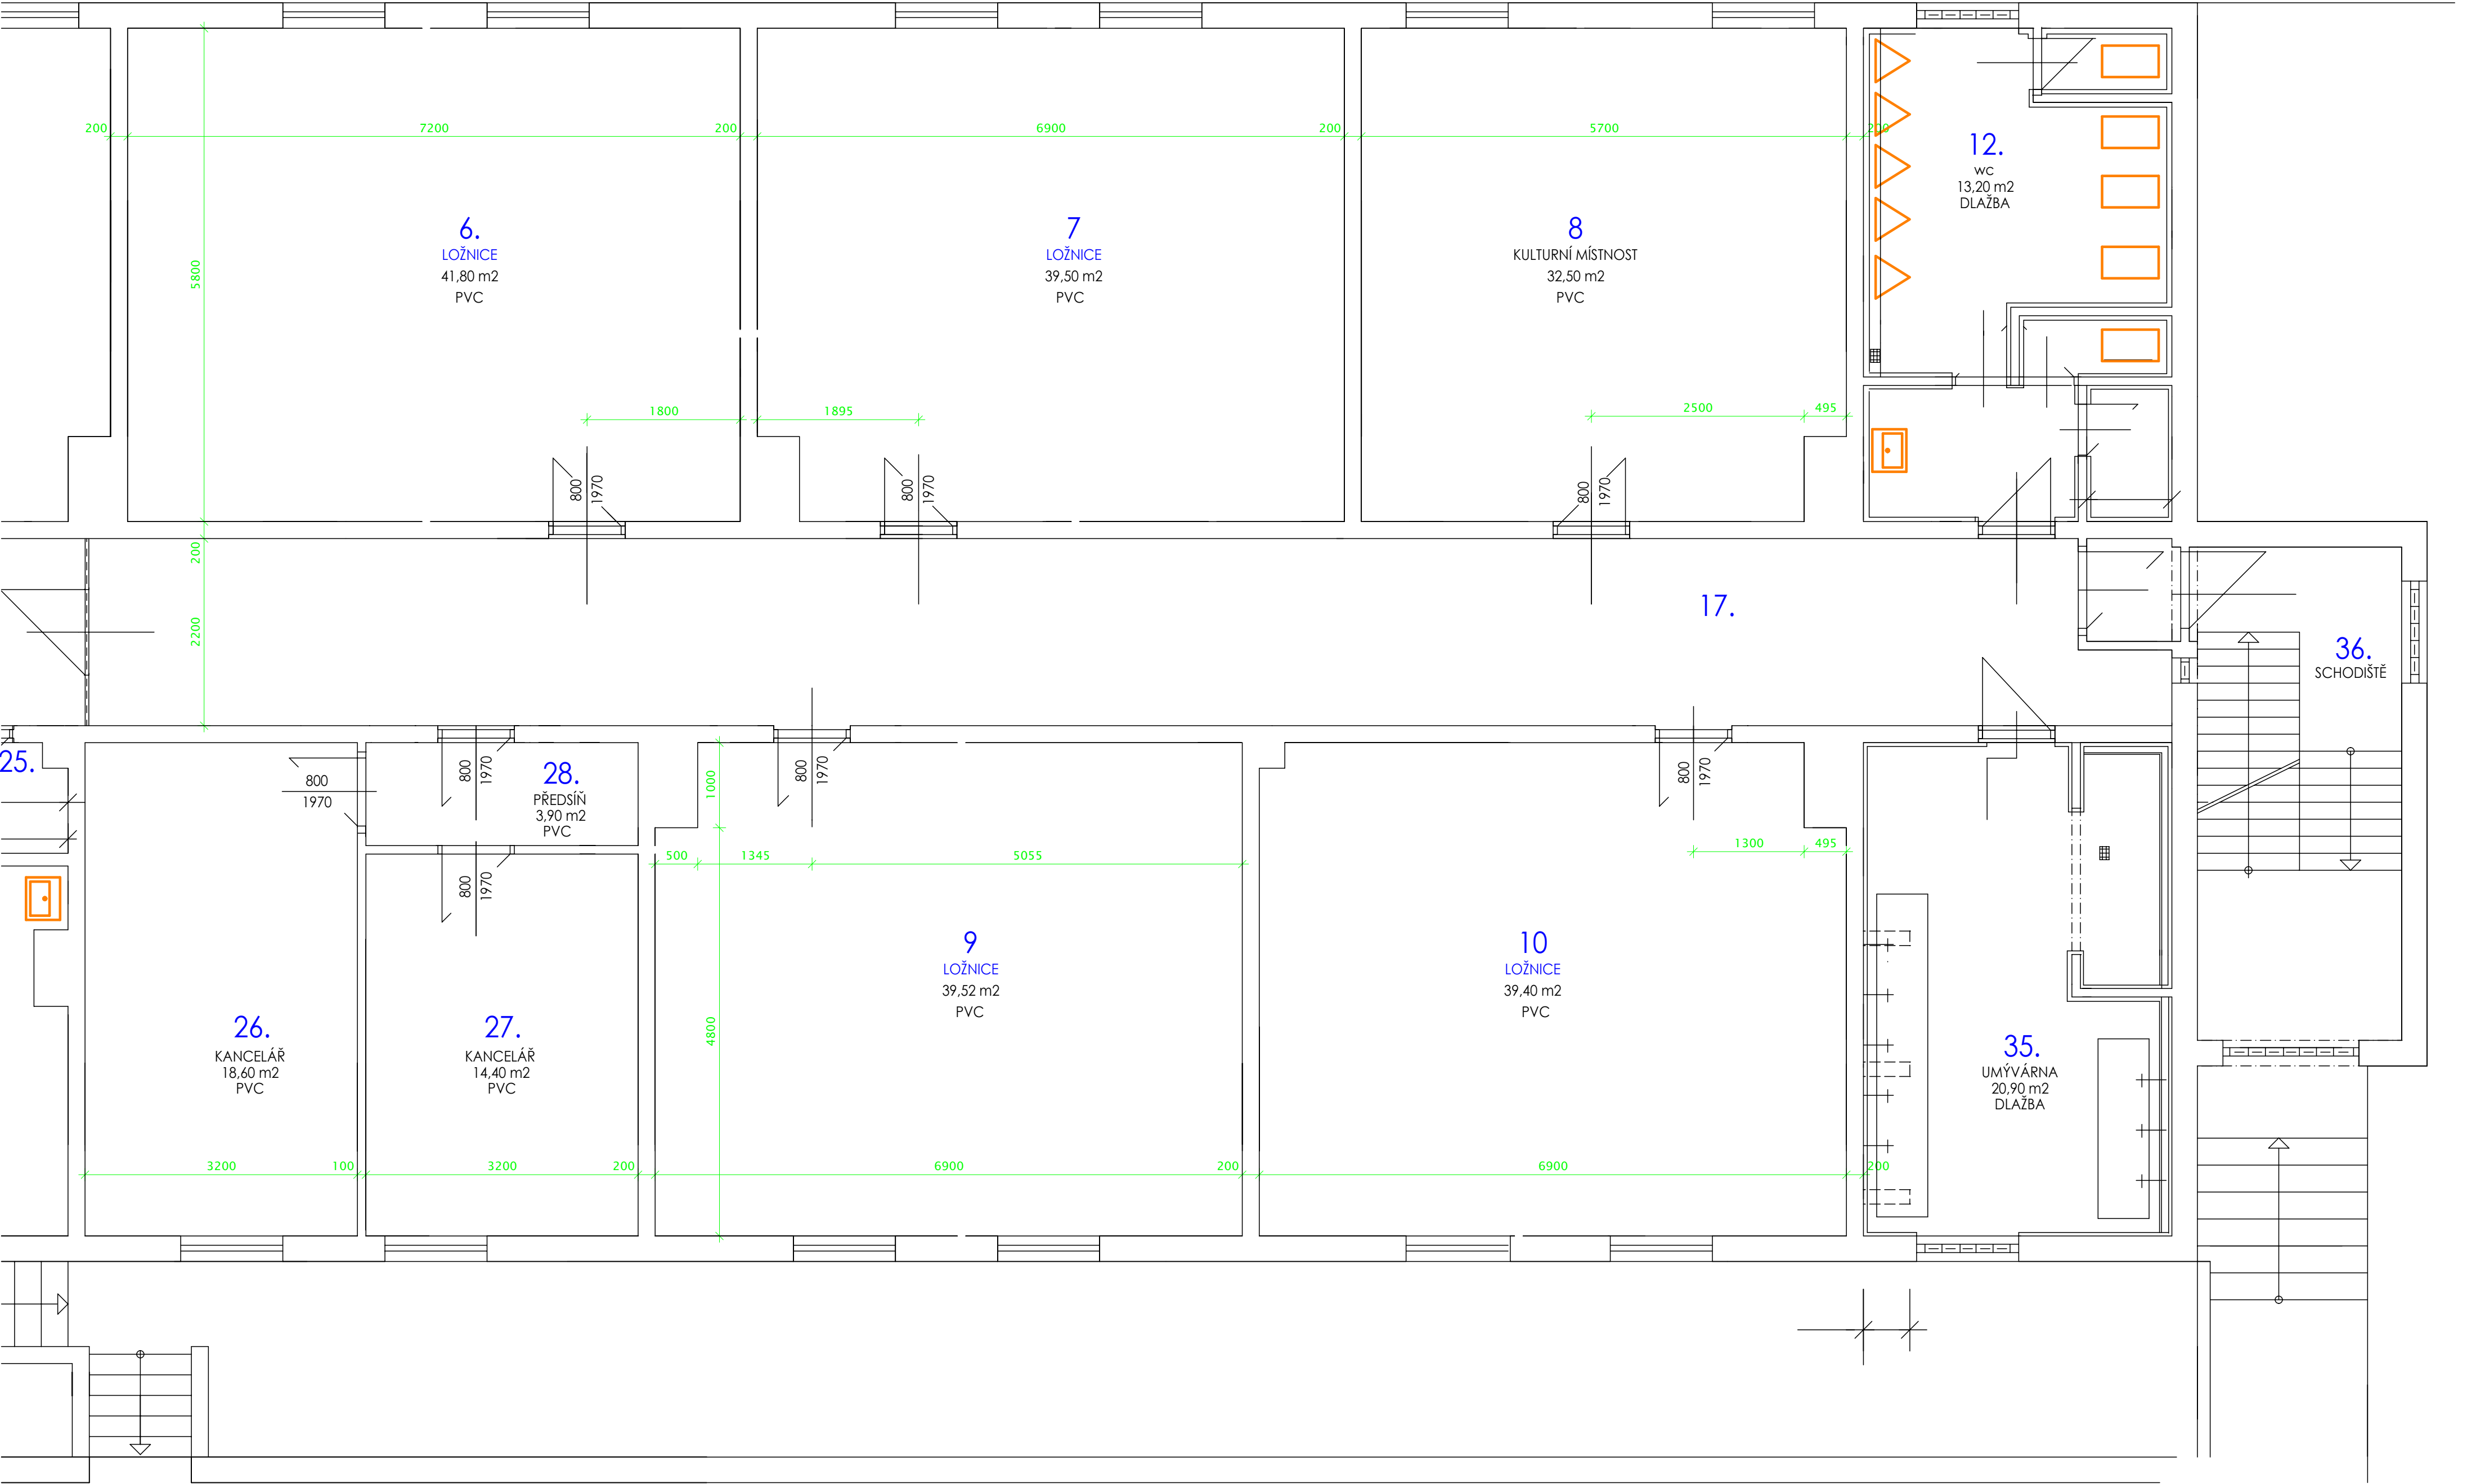 200
7200
200
6900
200
5700
200
12.
WC
13,20 m2
DLAŽBA
6.
LOŽNICE
41,80 m2
PVC
7
LOŽNICE
39,50 m2
PVC
8
KULTURNÍ MÍSTNOST
32,50 m2
PVC
5800
1800
1895
2500
495
800
1970
800
1970
800
1970
200
2200
17.
36.
SCHODIŠTĚ
25.
800
1970
800
1970
28.
PŘEDSÍŇ
3,90 m2
PVC
1000
800
1970
800
1970
800
1970
500
1345
5055
1300
495
9
LOŽNICE
39,52 m2
PVC
10
LOŽNICE
39,40 m2
PVC
4800
26.
KANCELÁŘ
18,60 m2
PVC
27.
KANCELÁŘ
14,40 m2
PVC
35.
UMÝVÁRNA
20,90 m2
DLAŽBA
3200
100
3200
200
6900
200
6900
200